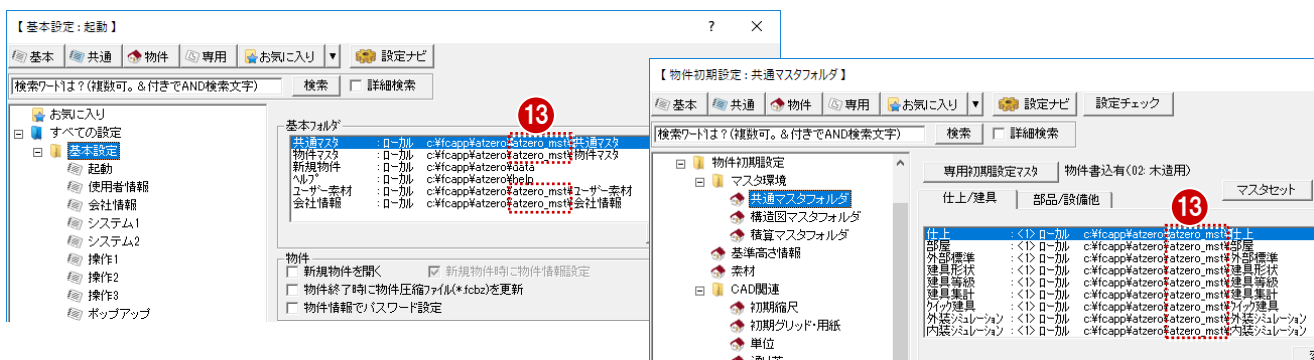 【 基本設定 : 起動 】
? ×
基本 共通 物件 専用 お気に入り ▼ 設定ナビ
検索ワードは？(複数可。＆付きでAND検索文字) 検索 詳細検索
お気に入り
すべての設定
基本設定
起動
使用者情報
会社情報
システム1
システム2
操作1
操作2
操作3
ポップアップ
13
基本フォルダ
共通マスタ : ローカル c:¥fcapp¥atzero¥atzero_mst¥共通マスタ
物件マスタ : ローカル c:¥fcapp¥atzero¥atzero_mst¥物件マスタ
新規物件 : ローカル c:¥fcapp¥atzero¥data
ヘルプ : ローカル c:¥fcapp¥atzero¥help
ユーザー素材 : ローカル c:¥fcapp¥atzero¥atzero_mst¥ユーザー素材
会社情報 : ローカル c:¥fcapp¥atzero¥atzero_mst¥会社情報
物件
新規物件を開く 新規物件時に物件情報設定
物件終了時に物件圧縮ファイル(*.fcbz)を更新
物件情報でパスワード設定
【 物件初期設定 : 共通マスタフォルダ 】
基本 共通 物件 専用 お気に入り ▼ 設定ナビ 設定チェック
検索ワードは？(複数可。＆付きでAND検索文字) 検索 詳細検索
物件初期設定
マスタ環境
共通マスタフォルダ
構造図マスタフォルダ
積算マスタフォルダ
基準高さ情報
素材
CAD関連
初期縮尺
初期グリッド・用紙
単位
専用初期設定マスタ 物件書込有(02: 木造用)
仕上/建具 部品/設備他 マスタセット
13
仕上 : <1> ローカル c:¥fcapp¥atzero¥atzero_mst¥仕上
部屋 : <1> ローカル c:¥fcapp¥atzero¥atzero_mst¥部屋
外部標準 : <1> ローカル c:¥fcapp¥atzero¥atzero_mst¥外部標準
建具形状 : <1> ローカル c:¥fcapp¥atzero¥atzero_mst¥建具形状
建具等級 : <1> ローカル c:¥fcapp¥atzero¥atzero_mst¥建具等級
建具集計 : <1> ローカル c:¥fcapp¥atzero¥atzero_mst¥建具集計
クイック建具 : <1> ローカル c:¥fcapp¥atzero¥atzero_mst¥クイック建具
外装シミュレーション : <1> ローカル c:¥fcapp¥atzero¥atzero_mst¥外装シミュレーション
内装シミュレーション : <1> ローカル c:¥fcapp¥atzero¥atzero_mst¥内装シミュレーション